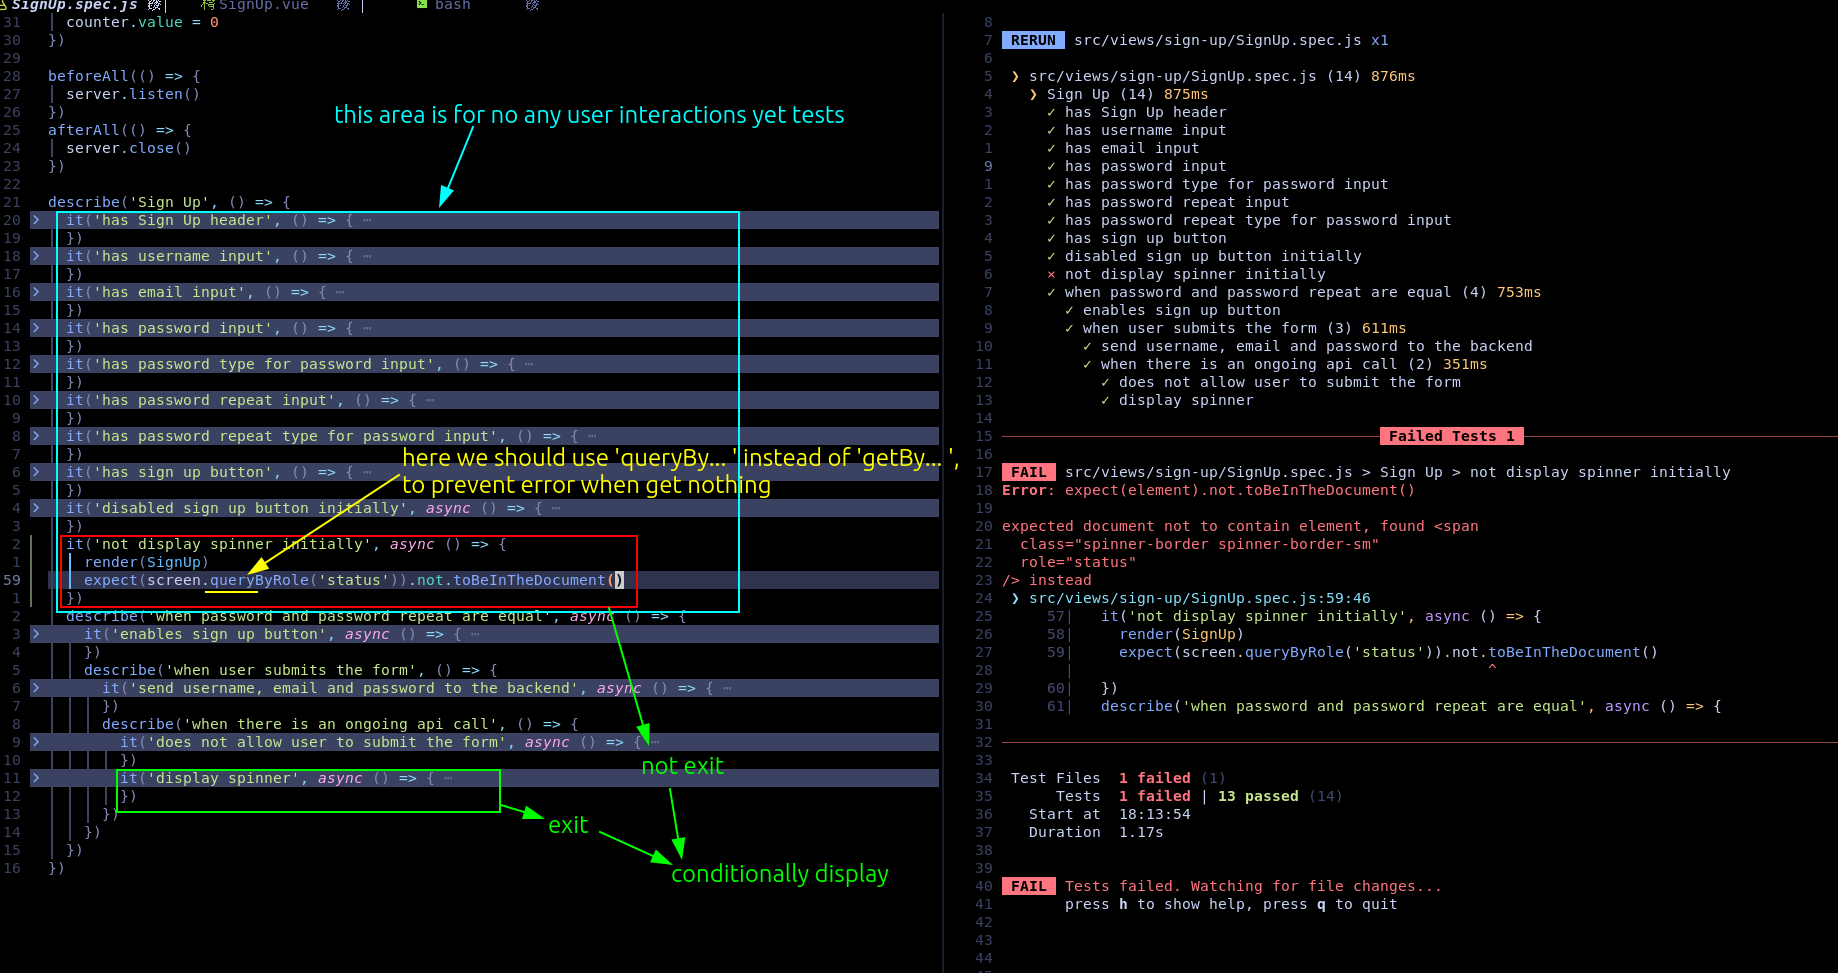 SignUp.spec.js SignUp.vue bash
31 counter.value = 0
30 })
29
28 beforeAll(() => {
27 server.listen()
26 })
25 afterAll(() => {
24 server.close()
23 })
22
21 describe('Sign Up', () => {
20 it('has Sign Up header', () => { ⋯
19 })
18 it('has username input', () => { ⋯
17 })
16 it('has email input', () => { ⋯
15 })
14 it('has password input', () => { ⋯
13 })
12 it('has password type for password input', () => { ⋯
11 })
10 it('has password repeat input', () => { ⋯
9 })
8 it('has password repeat type for password input', () => { ⋯
7 })
6 it('has sign up button', () => { ⋯
5 })
4 it('disabled sign up button initially', async () => { ⋯
3 })
2 it('not display spinner initially', async () => {
1 render(SignUp)
59 expect(screen.queryByRole('status')).not.toBeInTheDocument()
1 })
2 describe('when password and password repeat are equal', async () => {
3 it('enables sign up button', async () => { ⋯
4 })
5 describe('when user submits the form', () => {
6 it('send username, email and password to the backend', async () => { ⋯
7 })
8 describe('when there is an ongoing api call', () => {
9 it('does not allow user to submit the form', async () => { ⋯
10 })
11 it('display spinner', async () => { ⋯
12 })
13 })
14 })
15 })
16 })
this area is for no any user interactions yet tests
here we should use 'queryBy... ' instead of 'getBy... ',
to prevent error when get nothing
not exit
exit
conditionally display
8
7 RERUN src/views/sign-up/SignUp.spec.js x1
6
5 ❯ src/views/sign-up/SignUp.spec.js (14) 876ms
4 ❯ Sign Up (14) 875ms
3 ✓ has Sign Up header
2 ✓ has username input
1 ✓ has email input
9 ✓ has password input
1 ✓ has password type for password input
2 ✓ has password repeat input
3 ✓ has password repeat type for password input
4 ✓ has sign up button
5 ✓ disabled sign up button initially
6 × not display spinner initially
7 ✓ when password and password repeat are equal (4) 753ms
8 ✓ enables sign up button
9 ✓ when user submits the form (3) 611ms
10 ✓ send username, email and password to the backend
11 ✓ when there is an ongoing api call (2) 351ms
12 ✓ does not allow user to submit the form
13 ✓ display spinner
14
15 Failed Tests 1
16
17 FAIL src/views/sign-up/SignUp.spec.js > Sign Up > not display spinner initially
18 Error: expect(element).not.toBeInTheDocument()
19
20 expected document not to contain element, found <span
21 class="spinner-border spinner-border-sm"
22 role="status"
23 /> instead
24 ❯ src/views/sign-up/SignUp.spec.js:59:46
25 57| it('not display spinner initially', async () => {
26 58| render(SignUp)
27 59| expect(screen.queryByRole('status')).not.toBeInTheDocument()
28 | ^
29 60| })
30 61| describe('when password and password repeat are equal', async () => {
31
32
33
34 Test Files 1 failed (1)
35 Tests 1 failed | 13 passed (14)
36 Start at 18:13:54
37 Duration 1.17s
38
39
40 FAIL Tests failed. Watching for file changes...
41 press h to show help, press q to quit
42
43
44